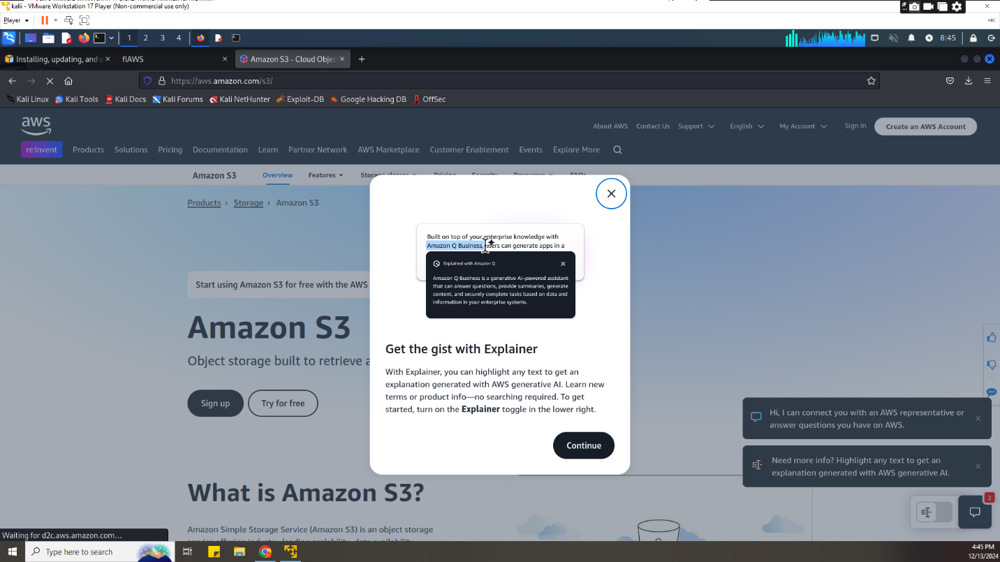 kalii - VMware Workstation 17 Player (Non-commercial use only)
Player
1 2 3 4
8:45
Installing, updating, and u
flAWS
Amazon S3 - Cloud Objec
https://aws.amazon.com/s3/
Kali Linux Kali Tools Kali Docs Kali Forums Kali NetHunter Exploit-DB Google Hacking DB OffSec
aws
About AWS Contact Us Support English My Account Sign In Create an AWS Account
re:Invent Products Solutions Pricing Documentation Learn Partner Network AWS Marketplace Customer Enablement Events Explore More
Amazon S3 Overview Features Storage classes Pricing Security Resources FAQs
Products › Storage › Amazon S3
Built on top of your enterprise knowledge with
Amazon Q Business, users can generate apps in a
Explained with Amazon Q
Amazon Q Business is a generative AI-powered assistant
that can answer questions, provide summaries, generate
content, and securely complete tasks based on data and
information in your enterprise systems.
Get the gist with Explainer
With Explainer, you can highlight any text to get an
explanation generated with AWS generative AI. Learn new
terms or product info—no searching required. To get
started, turn on the Explainer toggle in the lower right.
Continue
Start using Amazon S3 for free with the AWS
Amazon S3
Object storage built to retrieve a
Sign up
Try for free
Hi, I can connect you with an AWS representative or
answer questions you have on AWS.
Need more info? Highlight any text to get an
explanation generated with AWS generative AI.
2
What is Amazon S3?
Amazon Simple Storage Service (Amazon S3) is an object storage
Waiting for d2c.aws.amazon.com…
Type here to search
4:45 PM
12/13/2024